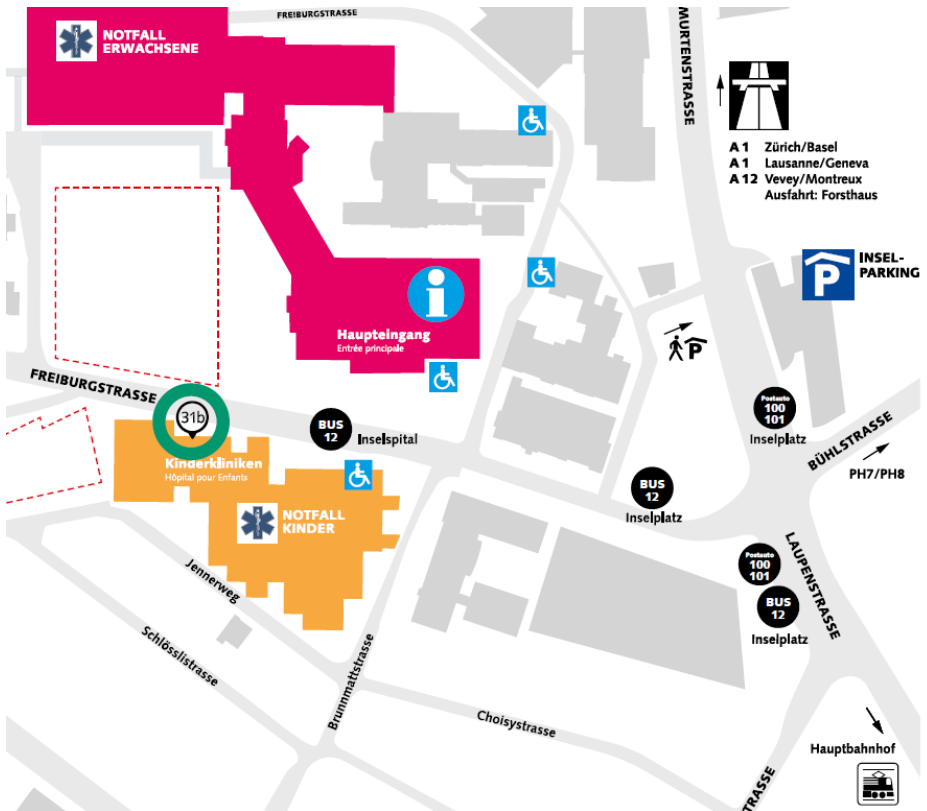 FREIBURGSTRASSE
NOTFALL
ERWACHSENE
MURTENSTRASSE
A 1 Zürich/Basel
A 1 Lausanne/Geneva
A 12 Vevey/Montreux
Ausfahrt: Forsthaus
P
INSEL-
PARKING
i
Haupteingang
Entrée principale
P
FREIBURGSTRASSE
31b
BUS
12
Inselspital
Postauto
100
101
Inselplatz
BÜHLSTRASSE
PH7/PH8
Kinderkliniken
Hôpital pour Enfants
NOTFALL
KINDER
BUS
12
Inselplatz
Postauto
100
101
BUS
12
Inselplatz
LAUPENSTRASSE
Jennerweg
Schlösslistrasse
Brunnmattstrasse
Choisystrasse
Hauptbahnhof
STRASSE